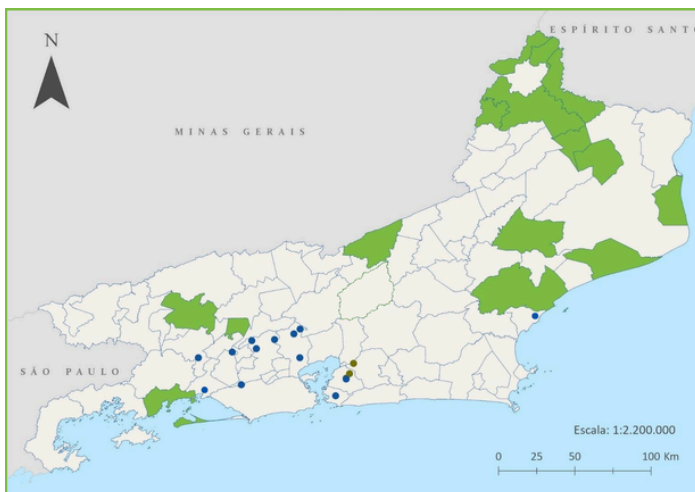 ESPÍRITO SANTO
N
MINAS GERAIS
SÃO PAULO
Escala: 1:2.200.000
0 25 50 100 Km